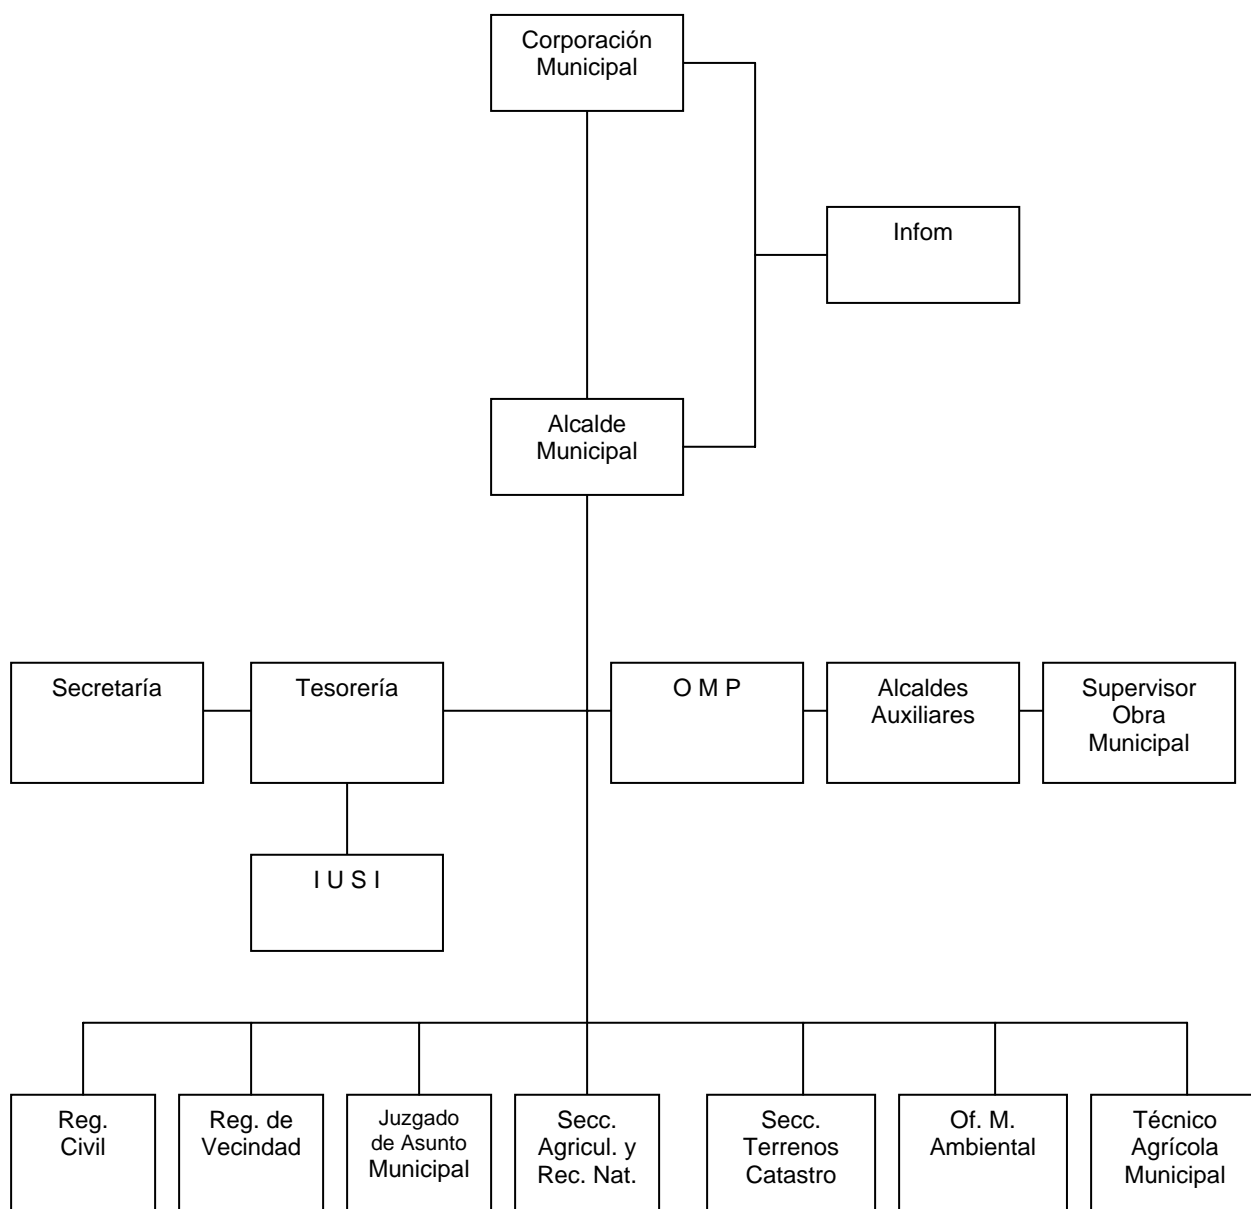 Corporación
Municipal
Infom
Alcalde
Municipal
Secretaría
Tesorería
O M P
Alcaldes
Auxiliares
Supervisor
Obra
Municipal
I U S I
Reg.
Civil
Reg. de
Vecindad
Juzgado
de Asunto
Municipal
Secc.
Agricul. y
Rec. Nat.
Secc.
Terrenos
Catastro
Of. M.
Ambiental
Técnico
Agrícola
Municipal